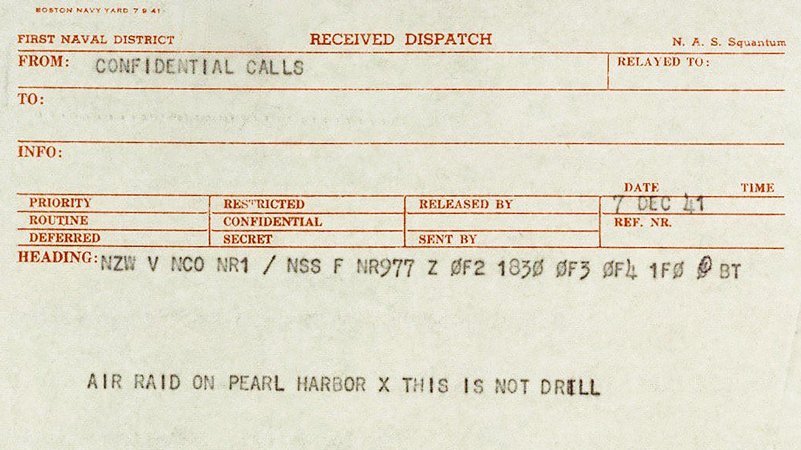 BOSTON NAVY YARD 7 9 41
FIRST NAVAL DISTRICT RECEIVED DISPATCH N. A. S. Squantum
FROM: CONFIDENTIAL CALLS RELAYED TO:
TO:
INFO:
DATE TIME
PRIORITY RESTRICTED RELEASED BY 7 DEC 41
ROUTINE CONFIDENTIAL REF. NR.
DEFERRED SECRET SENT BY
HEADING: NZW V NCO NR1 / NSS F NR977 Z ØF2 183Ø ØF3 ØF4 1FØ Ø BT
AIR RAID ON PEARL HARBOR X THIS IS NOT DRILL